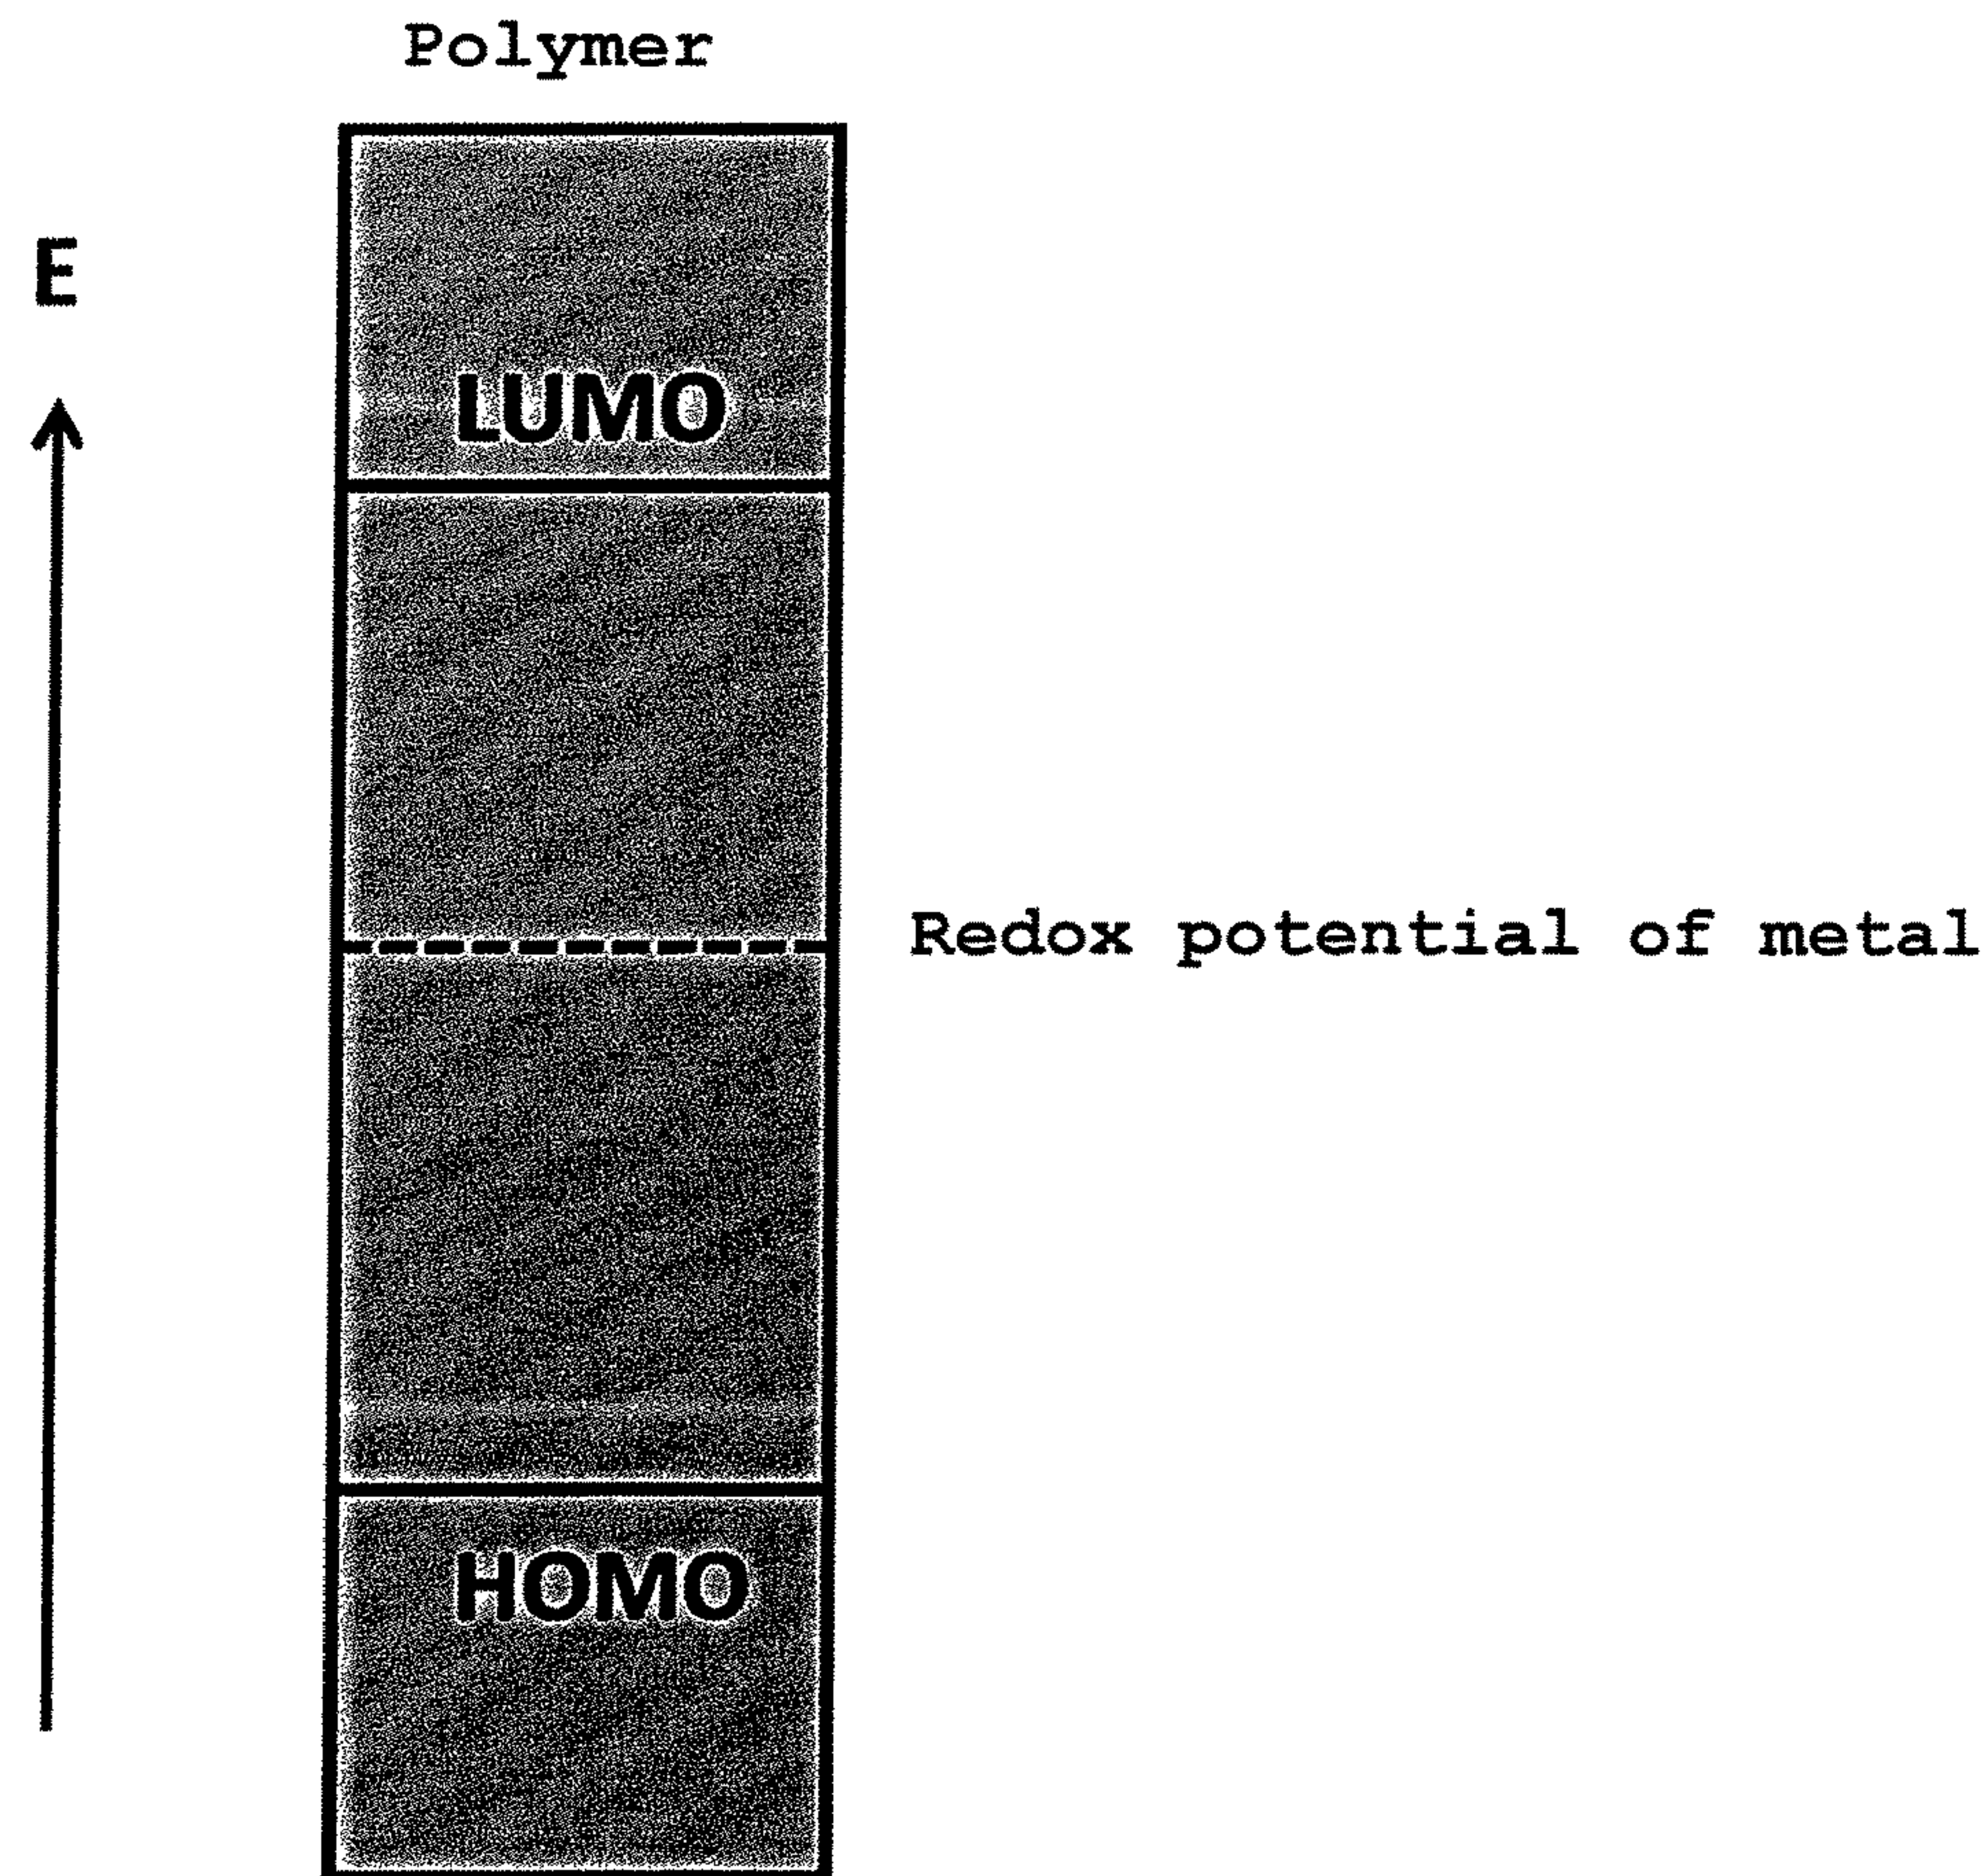 Polymer
E
LUMO
Redox potential of metal
HOMO